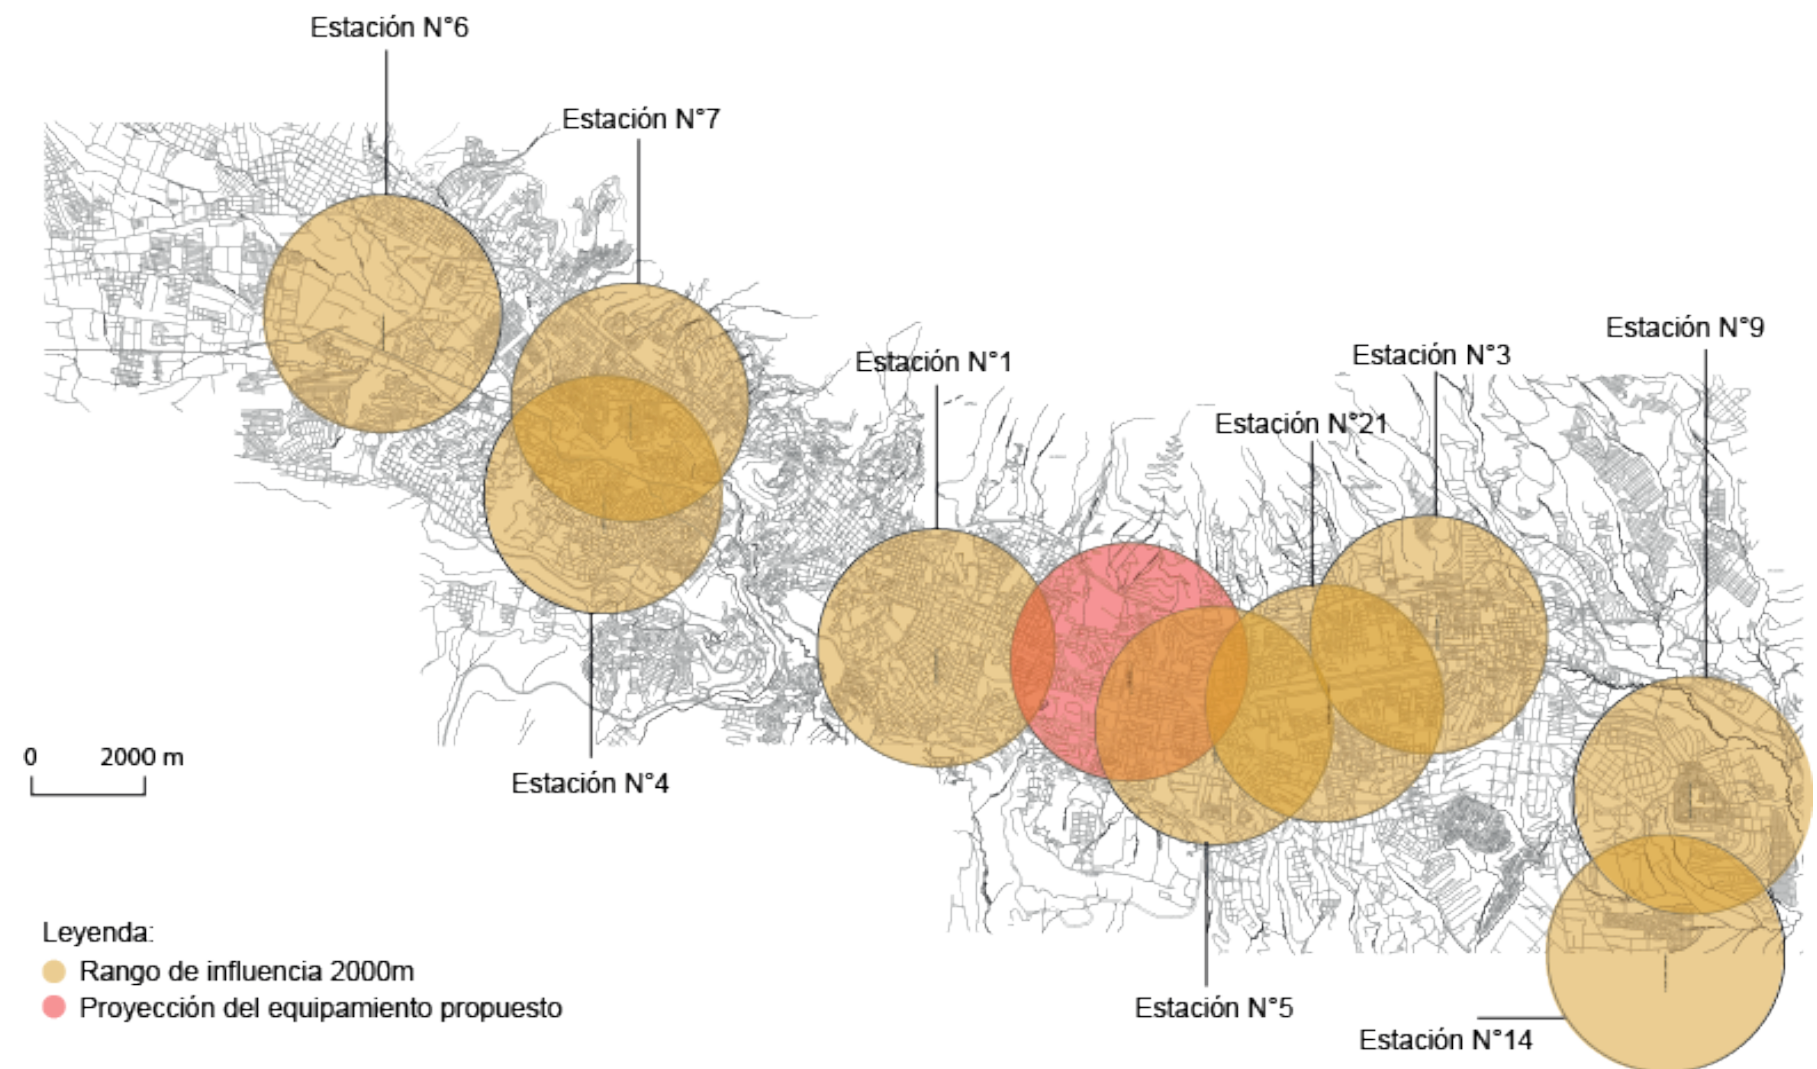 Estación N°6
Estación N°7
Estación N°9
Estación N°3
Estación N°1
Estación N°21
0 2000 m
Estación N°4
Leyenda:
Rango de influencia 2000m
Proyección del equipamiento propuesto
Estación N°5
Estación N°14